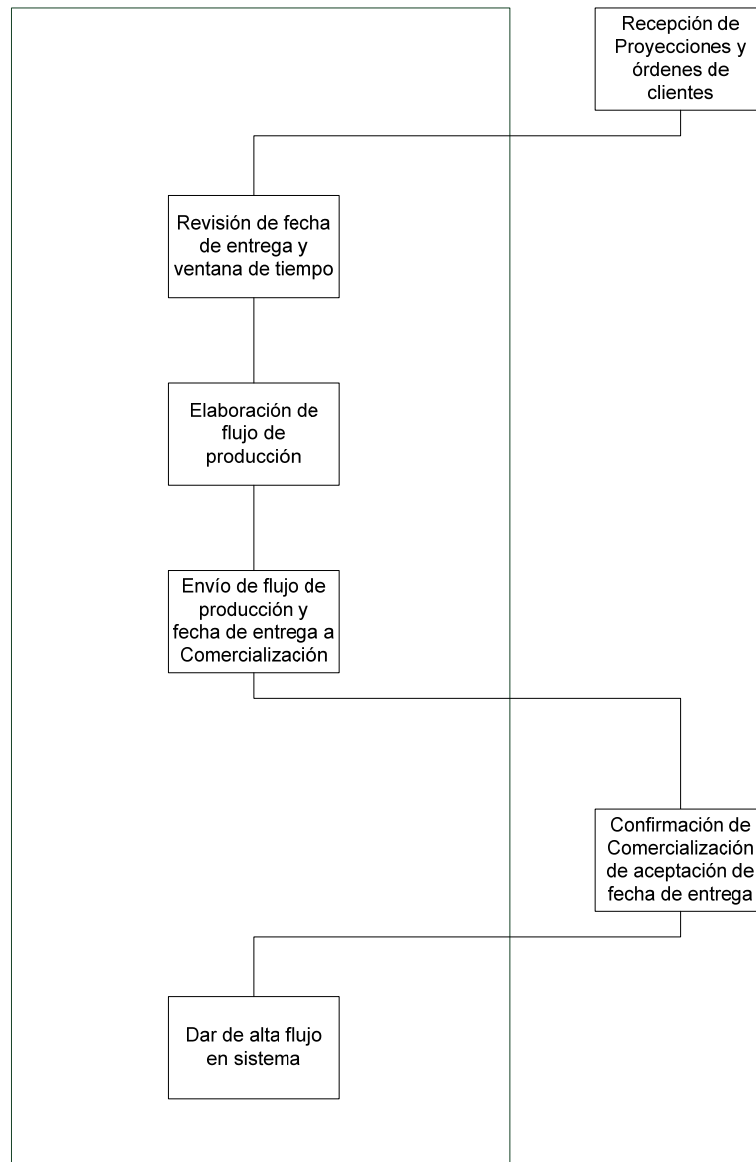 Recepción de
Proyecciones y
órdenes de
clientes
Revisión de fecha
de entrega y
ventana de tiempo
Elaboración de
flujo de
producción
Envío de flujo de
producción y
fecha de entrega a
Comercialización
Confirmación de
Comercialización
de aceptación de
fecha de entrega
Dar de alta flujo
en sistema